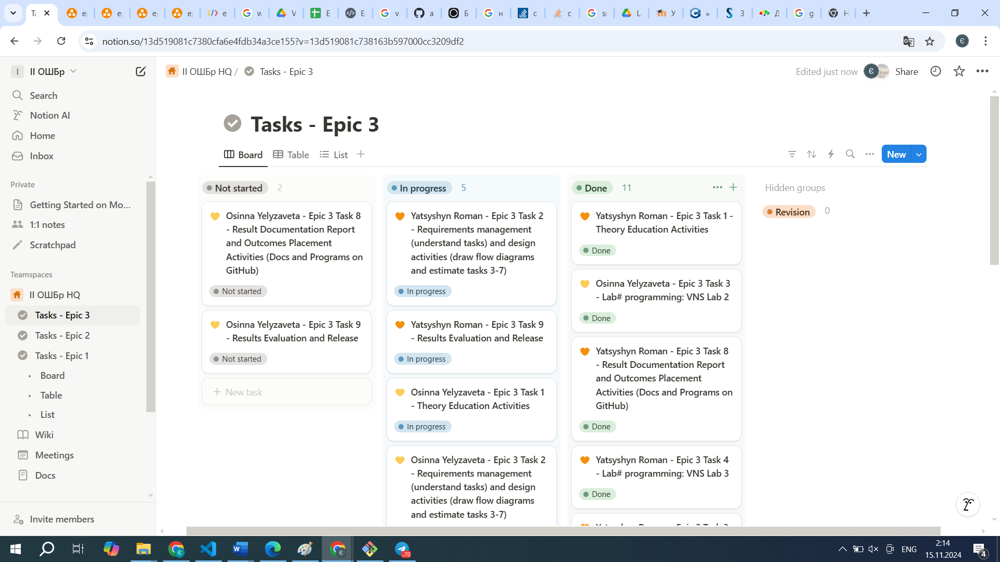 notion.so/13d519081c7380cfa6e4fdb34a3ce155?v=13d519081c738163b597000cc3209df2
II ОШБр
II ОШБр HQ / Tasks - Epic 3
Edited just now
Share
Search
Notion AI
Home
Inbox
Private
Getting Started on Mo...
1:1 notes
Scratchpad
Teamspaces
II ОШБр HQ
Tasks - Epic 3
Tasks - Epic 2
Tasks - Epic 1
Board
Table
List
Wiki
Meetings
Docs
Invite members
Tasks - Epic 3
Board
Table
List
New
Not started 2
Osinna Yelyzaveta - Epic 3 Task 8
- Result Documentation Report
and Outcomes Placement
Activities (Docs and Programs on
GitHub)
Not started
Osinna Yelyzaveta - Epic 3 Task 9
- Results Evaluation and Release
Not started
New task
In progress 5
Yatsyshyn Roman - Epic 3 Task 2
- Requirements management
(understand tasks) and design
activities (draw flow diagrams
and estimate tasks 3-7)
In progress
Yatsyshyn Roman - Epic 3 Task 9
- Results Evaluation and Release
In progress
Osinna Yelyzaveta - Epic 3 Task 1
- Theory Education Activities
In progress
Osinna Yelyzaveta - Epic 3 Task 2
- Requirements management
(understand tasks) and design
activities (draw flow diagrams
and estimate tasks 3-7)
Done 11
Yatsyshyn Roman - Epic 3 Task 1 -
Theory Education Activities
Done
Osinna Yelyzaveta - Epic 3 Task 3
- Lab# programming: VNS Lab 2
Done
Yatsyshyn Roman - Epic 3 Task 8
- Result Documentation Report
and Outcomes Placement
Activities (Docs and Programs on
GitHub)
Done
Yatsyshyn Roman - Epic 3 Task 4
- Lab# programming: VNS Lab 3
Done
Hidden groups
Revision 0
ENG
2:14
15.11.2024
4